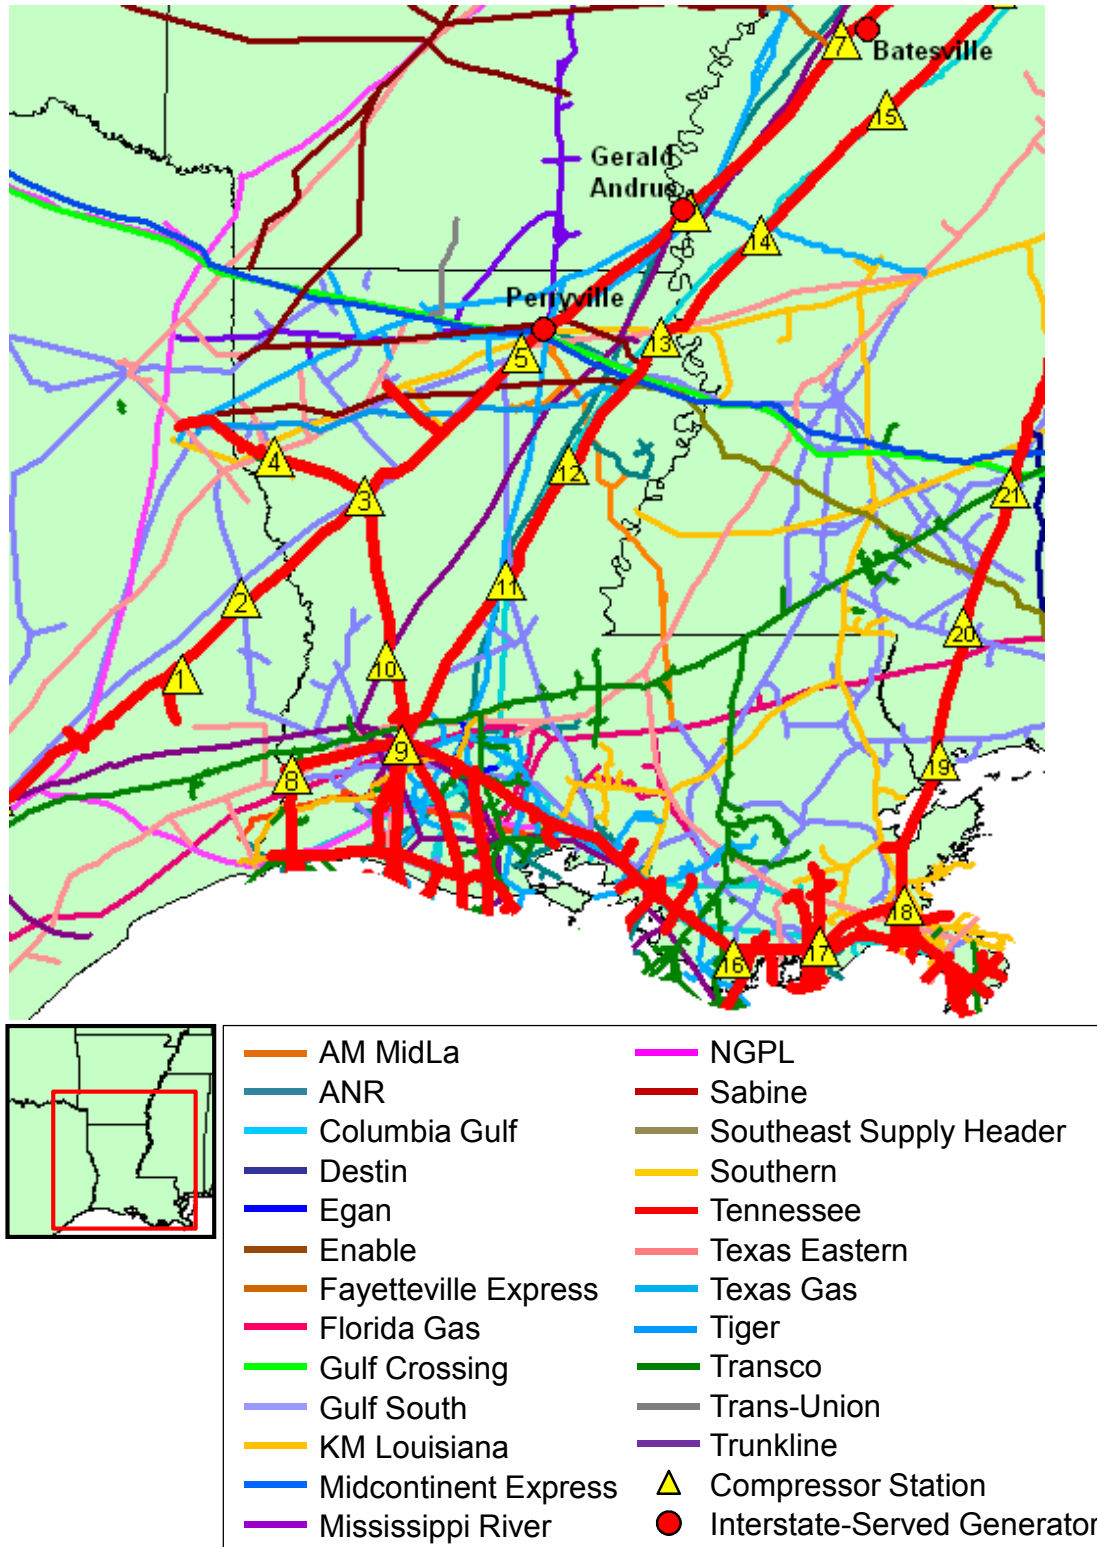 7
Batesville
15
Gerald
Andrus
14
Perryville
13
5
4
12
3
21
11
2
20
10
1
9
19
8
18
17
16
AM MidLa
ANR
Columbia Gulf
Destin
Egan
Enable
Fayetteville Express
Florida Gas
Gulf Crossing
Gulf South
KM Louisiana
Midcontinent Express
Mississippi River
NGPL
Sabine
Southeast Supply Header
Southern
Tennessee
Texas Eastern
Texas Gas
Tiger
Transco
Trans-Union
Trunkline
Compressor Station
Interstate-Served Generator